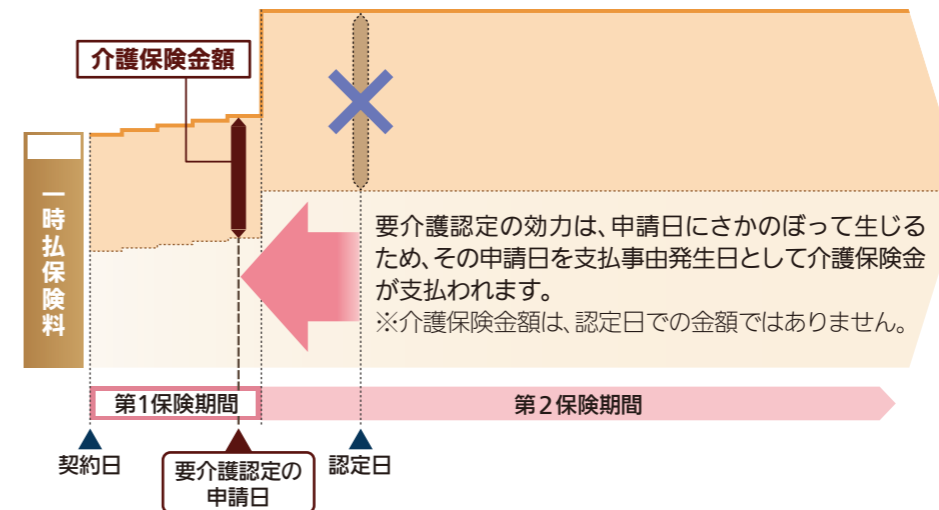 介護保険金額
一時払保険料
要介護認定の効力は、申請日にさかのぼって生じる
ため、その申請日を支払事由発生日として介護保険金
が支払われます。
※介護保険金額は、認定日での金額ではありません。
第1保険期間
第2保険期間
契約日
要介護認定の
申請日
認定日